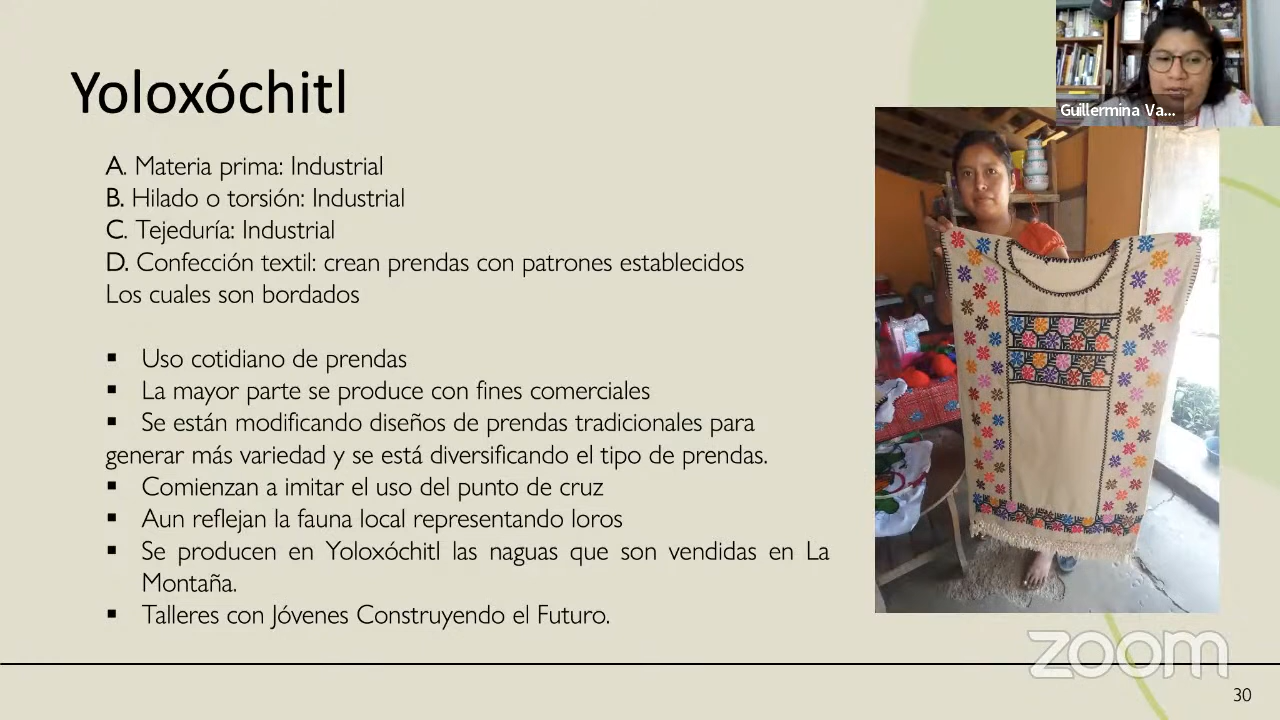 Yoloxóchitl
A. Materia prima: Industrial
B. Hilado o torsión: Industrial
C. Tejeduría: Industrial
D. Confección textil: crean prendas con patrones establecidos
Los cuales son bordados
▪ Uso cotidiano de prendas
▪ La mayor parte se produce con fines comerciales
▪ Se están modificando diseños de prendas tradicionales para
generar más variedad y se está diversificando el tipo de prendas.
▪ Comienzan a imitar el uso del punto de cruz
▪ Aun reflejan la fauna local representando loros
▪ Se producen en Yoloxóchitl las naguas que son vendidas en La
Montaña.
▪ Talleres con Jóvenes Construyendo el Futuro.
Guillermina Va...
zoom
30